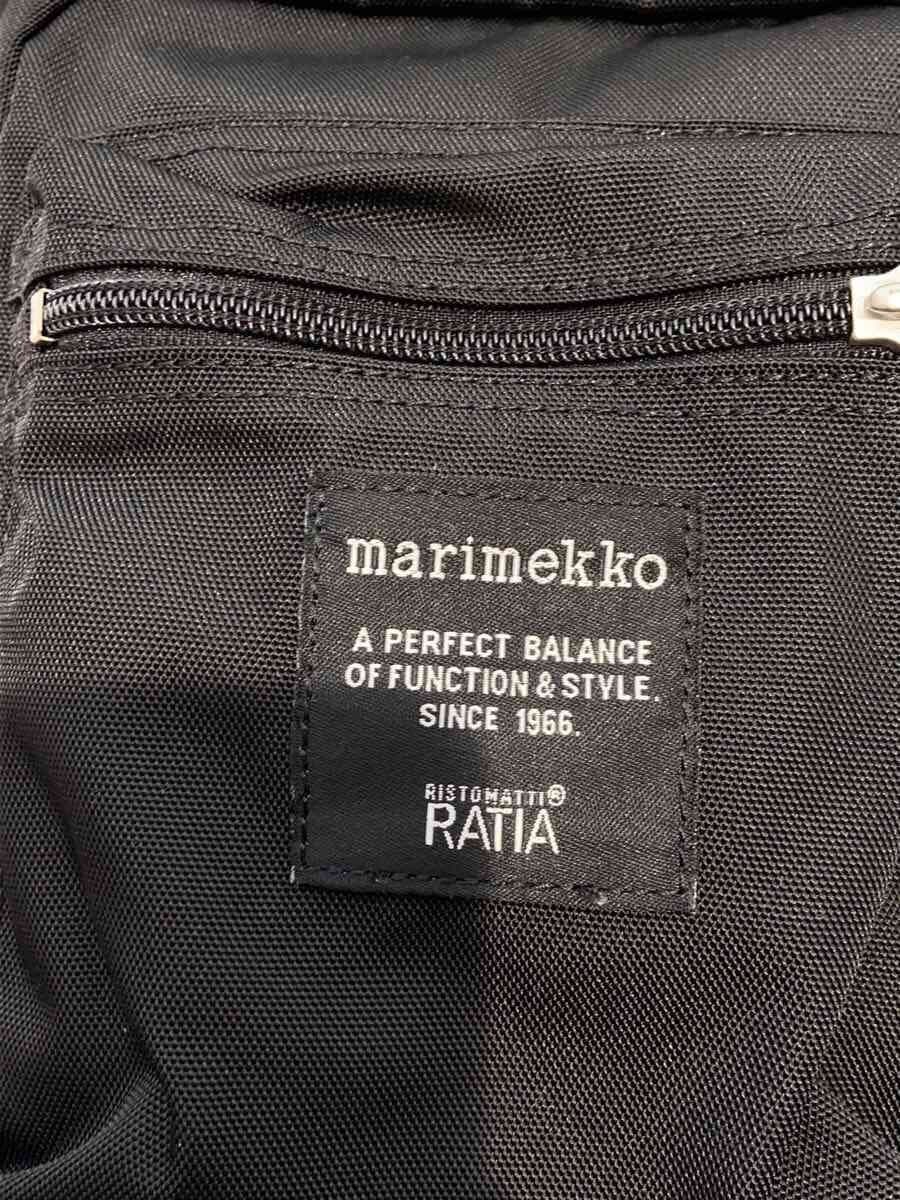 marimekko
A PERFECT BALANCE
OF FUNCTION & STYLE.
SINCE 1966.
RISTOMATTI®
RATIA